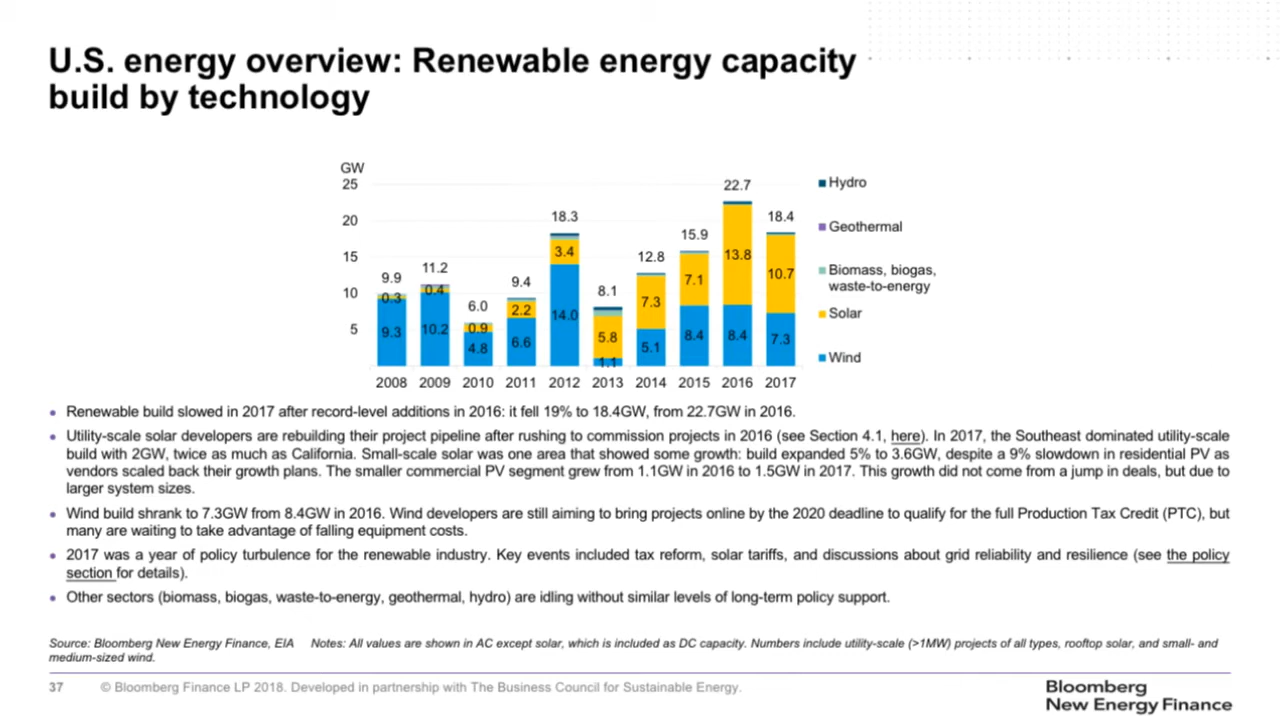 U.S. energy overview: Renewable energy capacity
build by technology
GW
25
20
15
10
5
9.9
0.3
9.3
11.2
0.4
10.2
6.0
0.9
4.8
9.4
2.2
6.6
18.3
3.4
14.0
8.1
5.8
1.1
12.8
7.3
5.1
15.9
7.1
8.4
22.7
13.8
8.4
18.4
10.7
7.3
2008 2009 2010 2011 2012 2013 2014 2015 2016 2017
Hydro
Geothermal
Biomass, biogas,
waste-to-energy
Solar
Wind
• Renewable build slowed in 2017 after record-level additions in 2016: it fell 19% to 18.4GW, from 22.7GW in 2016.
• Utility-scale solar developers are rebuilding their project pipeline after rushing to commission projects in 2016 (see Section 4.1, here). In 2017, the Southeast dominated utility-scale
build with 2GW, twice as much as California. Small-scale solar was one area that showed some growth: build expanded 5% to 3.6GW, despite a 9% slowdown in residential PV as
vendors scaled back their growth plans. The smaller commercial PV segment grew from 1.1GW in 2016 to 1.5GW in 2017. This growth did not come from a jump in deals, but due to
larger system sizes.
• Wind build shrank to 7.3GW from 8.4GW in 2016. Wind developers are still aiming to bring projects online by the 2020 deadline to qualify for the full Production Tax Credit (PTC), but
many are waiting to take advantage of falling equipment costs.
• 2017 was a year of policy turbulence for the renewable industry. Key events included tax reform, solar tariffs, and discussions about grid reliability and resilience (see the policy
section for details).
• Other sectors (biomass, biogas, waste-to-energy, geothermal, hydro) are idling without similar levels of long-term policy support.
Source: Bloomberg New Energy Finance, EIA Notes: All values are shown in AC except solar, which is included as DC capacity. Numbers include utility-scale (>1MW) projects of all types, rooftop solar, and small- and
medium-sized wind.
37 © Bloomberg Finance LP 2018. Developed in partnership with The Business Council for Sustainable Energy.
Bloomberg
New Energy Finance